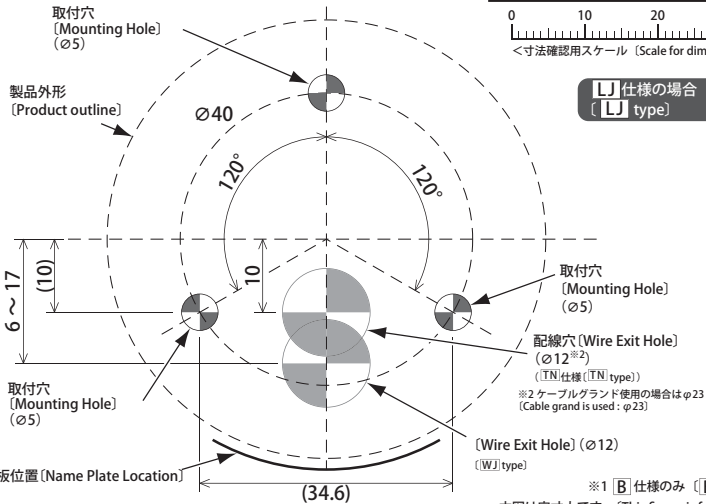 取付穴
〔Mounting Hole〕
(∅5)
0 10 20
＜寸法確認用スケール〔Scale for dim
製品外形
〔Product outline〕
LJ 仕様の場合
〔 LJ type〕
∅40
120°
120°
6 ～ 17
(10)
10
取付穴
〔Mounting Hole〕
(∅5)
配線穴〔Wire Exit Hole〕
(∅12※2)
(TN仕様〔TN type〕)
※2 ケーブルグランド使用の場合はφ23
〔Cable grand is used : φ23〕
取付穴
〔Mounting Hole〕
(∅5)
〔Wire Exit Hole〕(∅12)
〔WJ type〕
板位置〔Name Plate Location〕
(34.6)
※1 B 仕様のみ〔